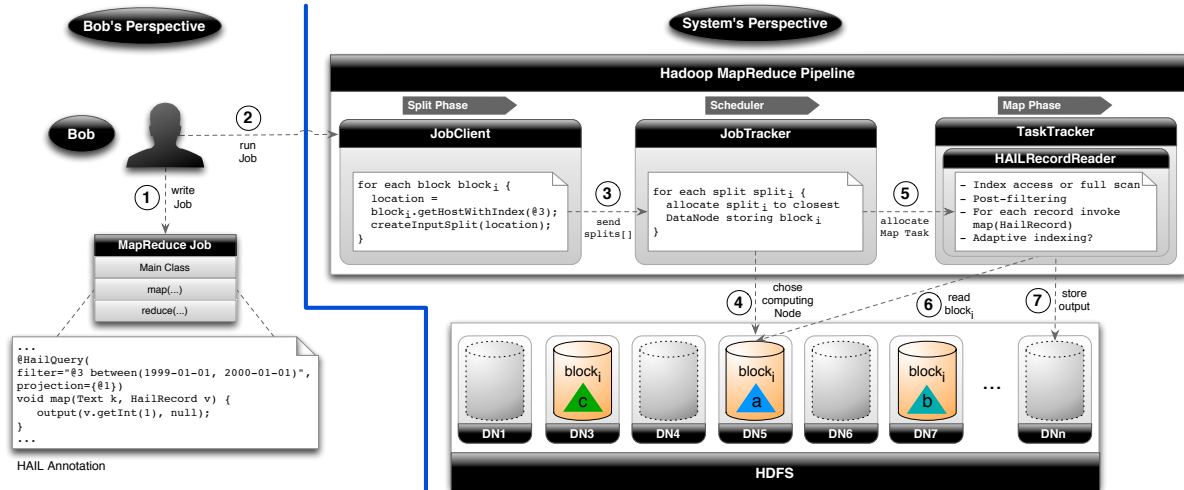 Bob's Perspective
System's Perspective
Hadoop MapReduce Pipeline
Split Phase
Scheduler
Map Phase
Bob
2
run
Job
1
write
Job
JobClient
for each block block_i {
location =
block_i.getHostWithIndex(@3);
createInputSplit(location);
}
3
send
splits[]
JobTracker
for each split split_i {
allocate split_i to closest
DataNode storing block_i
}
5
allocate
Map Task
TaskTracker
HAILRecordReader
- Index access or full scan
- Post-filtering
- For each record invoke
map(HailRecord)
- Adaptive indexing?
MapReduce Job
Main Class
map(...)
reduce(...)
4
chose
computing
Node
6
read
block_i
7
store
output
...
@HailQuery(
filter="@3 between(1999-01-01, 2000-01-01)",
projection={@1})
void map(Text k, HailRecord v) {
output(v.getInt(1), null);
}
...
HAIL Annotation
block_i
c
block_i
a
block_i
b
...
DN1
DN3
DN4
DN5
DN6
DN7
DNn
HDFS